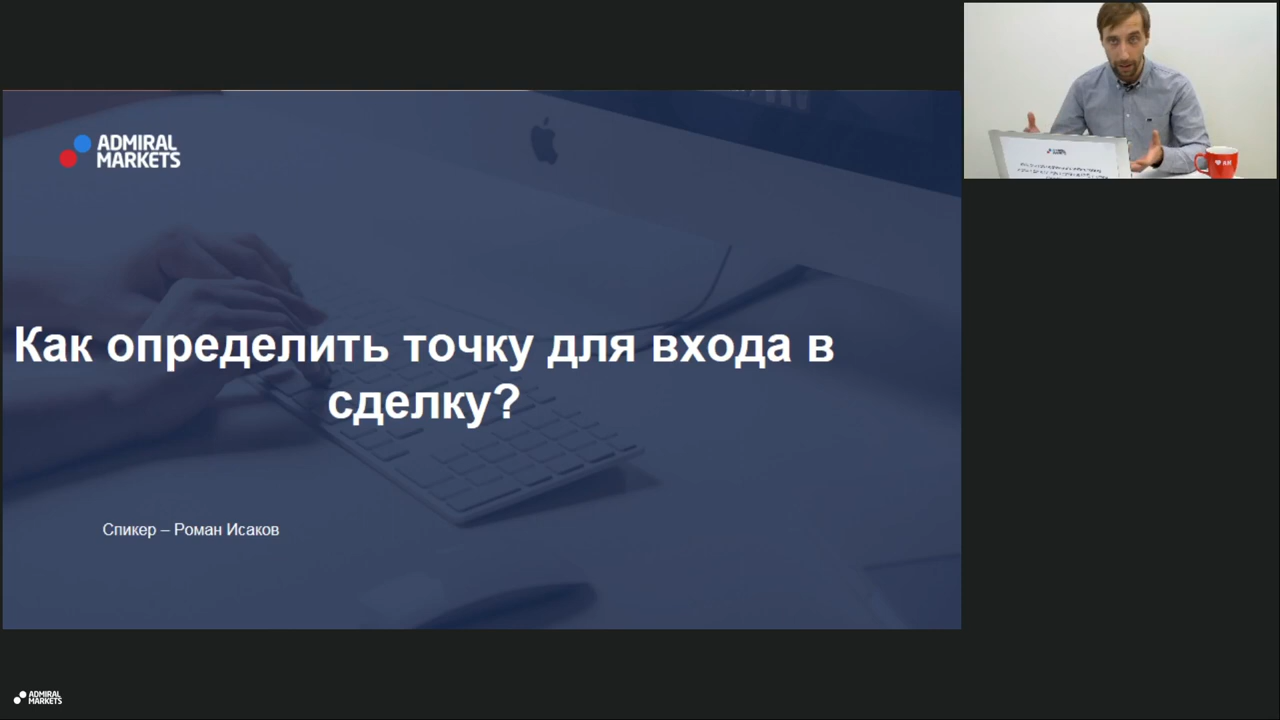 ADMIRAL
MARKETS
Как определить точку для входа в
сделку?
Спикер – Роман Исаков
ADMIRAL
MARKETS